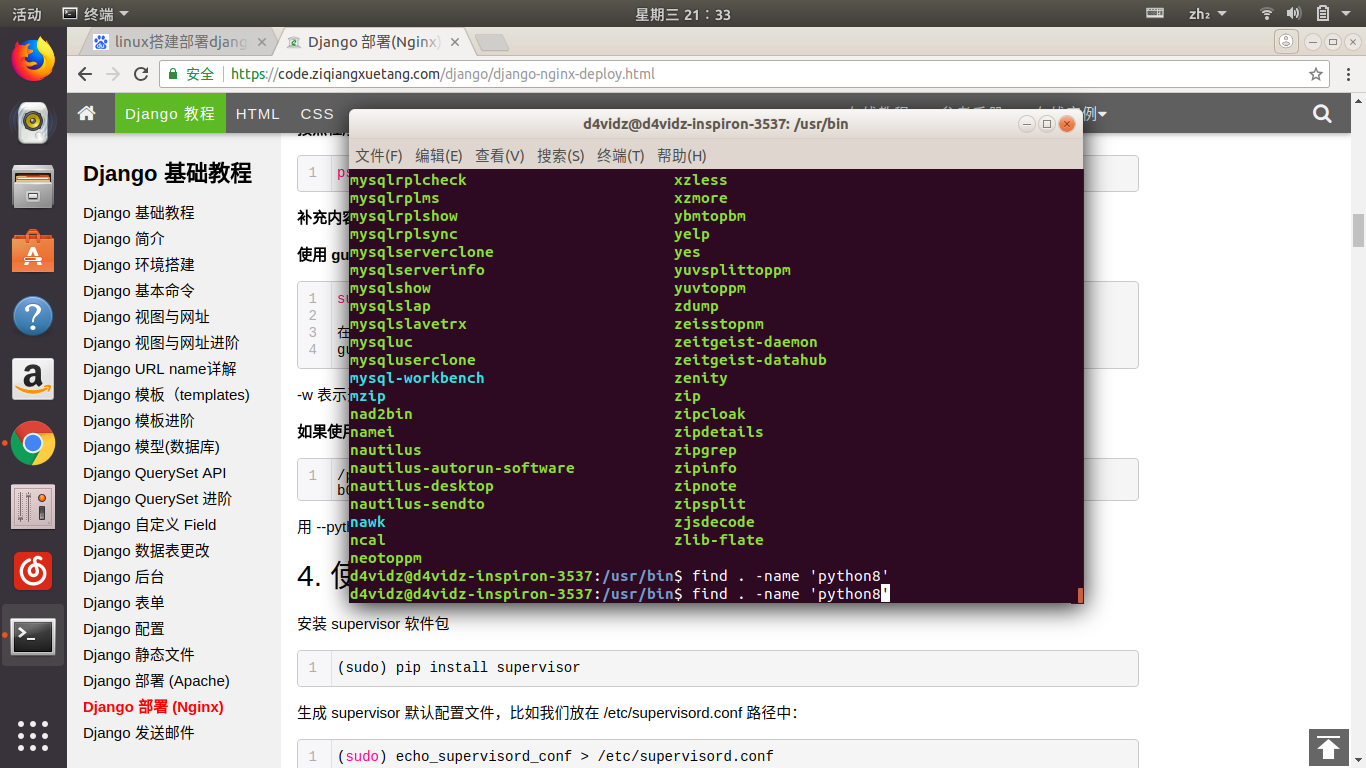 活动
终端
星期三 21：33
zh₂
linux搭建部署djang
Django 部署(Nginx)
安全
https://code.ziqiangxuetang.com/django/django-nginx-deploy.html
Django 教程
HTML
CSS
Django 基础教程
Django 基础教程
Django 简介
Django 环境搭建
Django 基本命令
Django 视图与网址
Django 视图与网址进阶
Django URL name详解
Django 模板（templates)
Django 模板进阶
Django 模型(数据库)
Django QuerySet API
Django QuerySet 进阶
Django 自定义 Field
Django 数据表更改
Django 后台
Django 表单
Django 配置
Django 静态文件
Django 部署 (Apache)
Django 部署 (Nginx)
Django 发送邮件
1 ps
补充内容
使用 gu
1 su
2
3 在
4 gu
-w 表示
如果使用
1 /p
b
用 --pyth
4. 使
安装 supervisor 软件包
1 (sudo) pip install supervisor
生成 supervisor 默认配置文件，比如我们放在 /etc/supervisord.conf 路径中：
1 (sudo) echo_supervisord_conf > /etc/supervisord.conf
d4vidz@d4vidz-inspiron-3537: /usr/bin
文件(F) 编辑(E) 查看(V) 搜索(S) 终端(T) 帮助(H)
mysqlrplcheck xzless
mysqlrplms xzmore
mysqlrplshow ybmtopbm
mysqlrplsync yelp
mysqlserverclone yes
mysqlserverinfo yuvsplittoppm
mysqlshow yuvtoppm
mysqlslap zdump
mysqlslavetrx zeisstopnm
mysqluc zeitgeist-daemon
mysqluserclone zeitgeist-datahub
mysql-workbench zenity
mzip zip
nad2bin zipcloak
namei zipdetails
nautilus zipgrep
nautilus-autorun-software zipinfo
nautilus-desktop zipnote
nautilus-sendto zipsplit
nawk zjsdecode
ncal zlib-flate
neotoppm
d4vidz@d4vidz-inspiron-3537:/usr/bin$ find . -name 'python8'
d4vidz@d4vidz-inspiron-3537:/usr/bin$ find . -name 'python8'